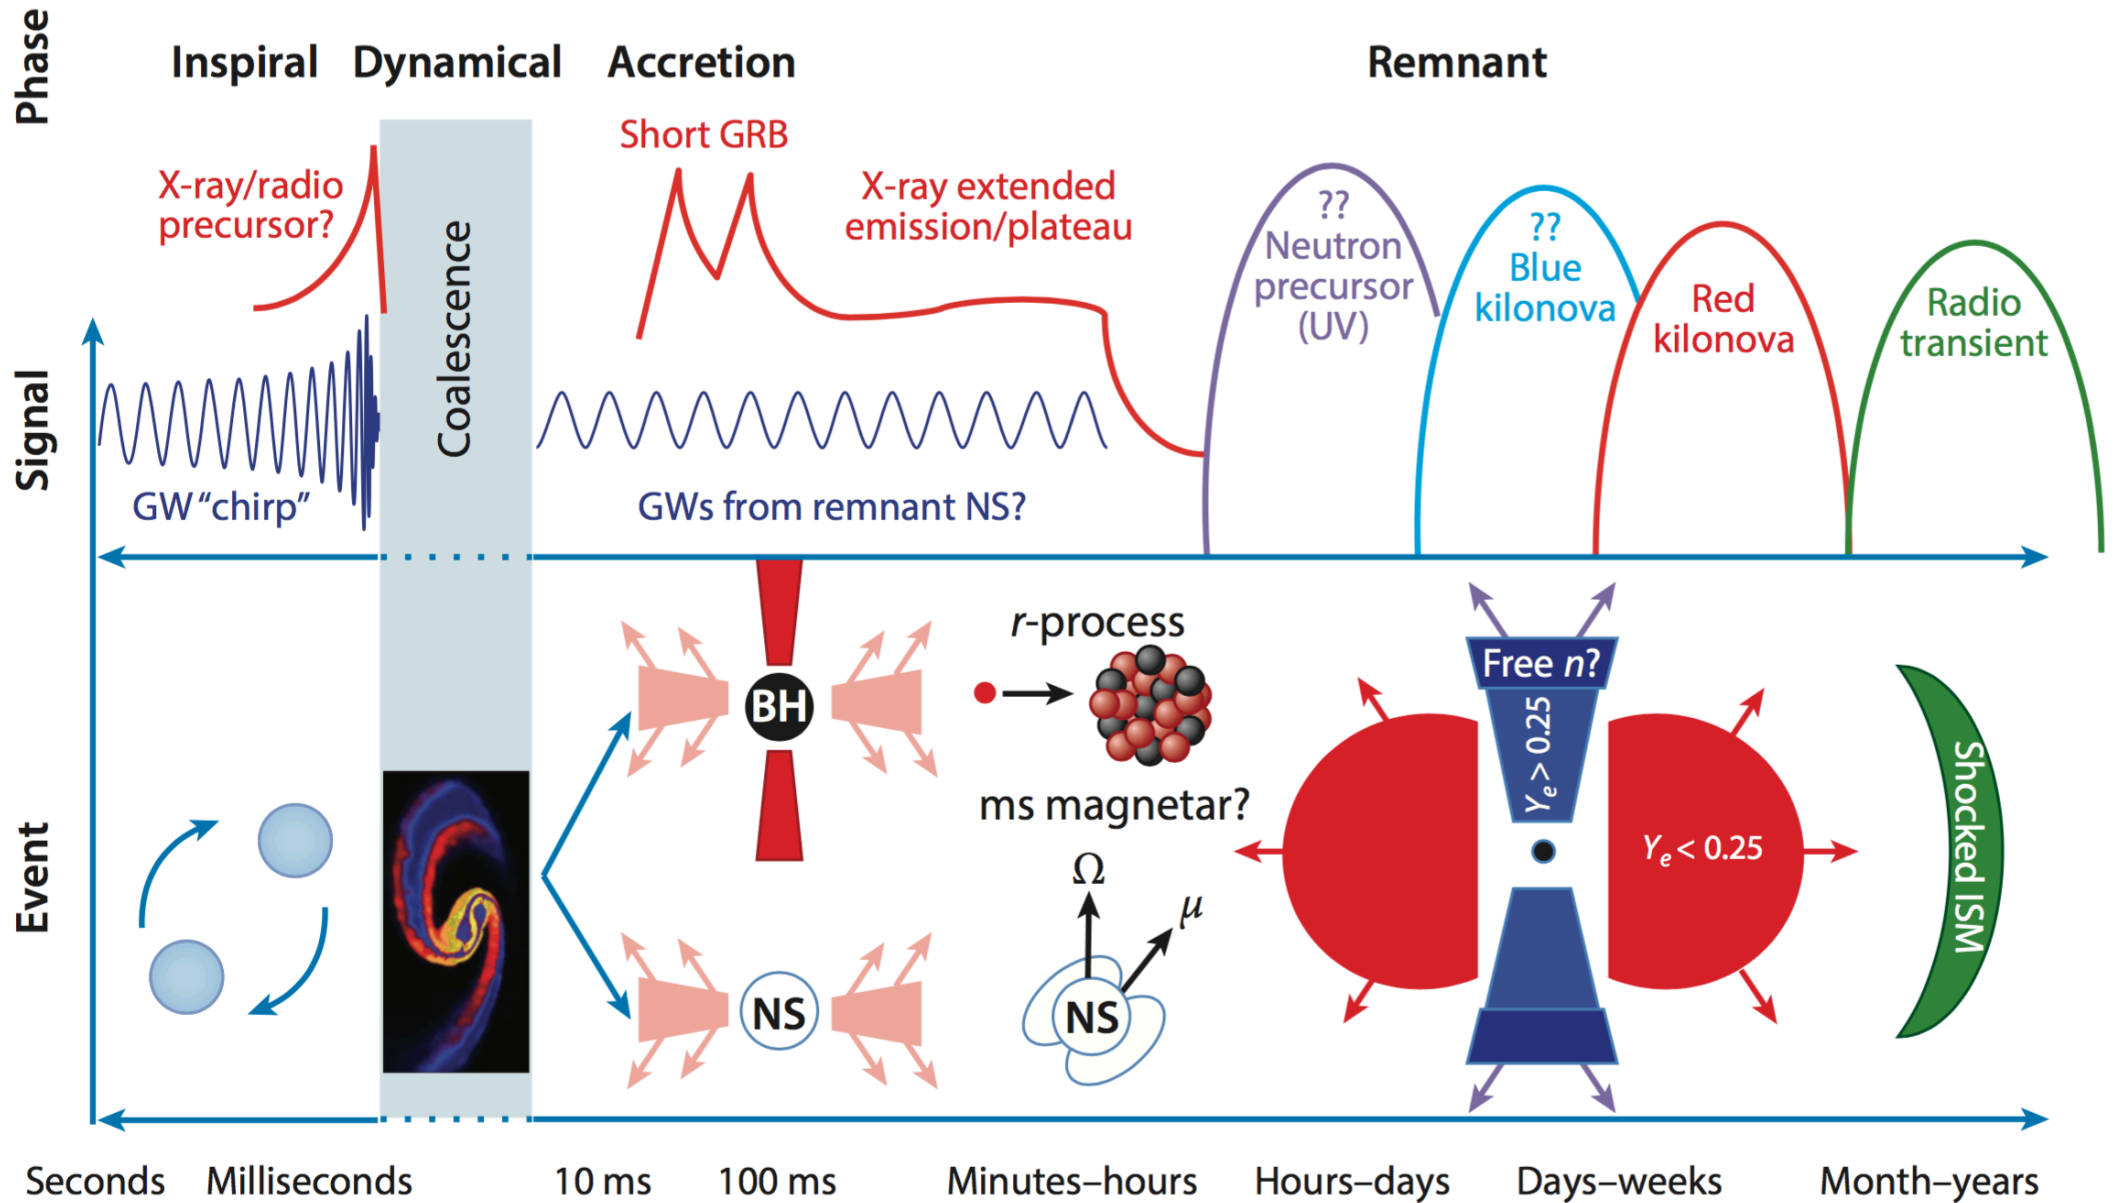 Phase
Inspiral
Dynamical
Accretion
Remnant
Signal
X-ray/radio
precursor?
GW “chirp”
Coalescence
Short GRB
X-ray extended
emission/plateau
GWs from remnant NS?
??
Neutron
precursor
(UV)
??
Blue
kilonova
Red
kilonova
Radio
transient
Event
BH
NS
r-process
ms magnetar?
Ω
μ
NS
Free n?
Ye > 0.25
Ye < 0.25
Shocked ISM
Seconds
Milliseconds
10 ms
100 ms
Minutes–hours
Hours–days
Days–weeks
Month–years